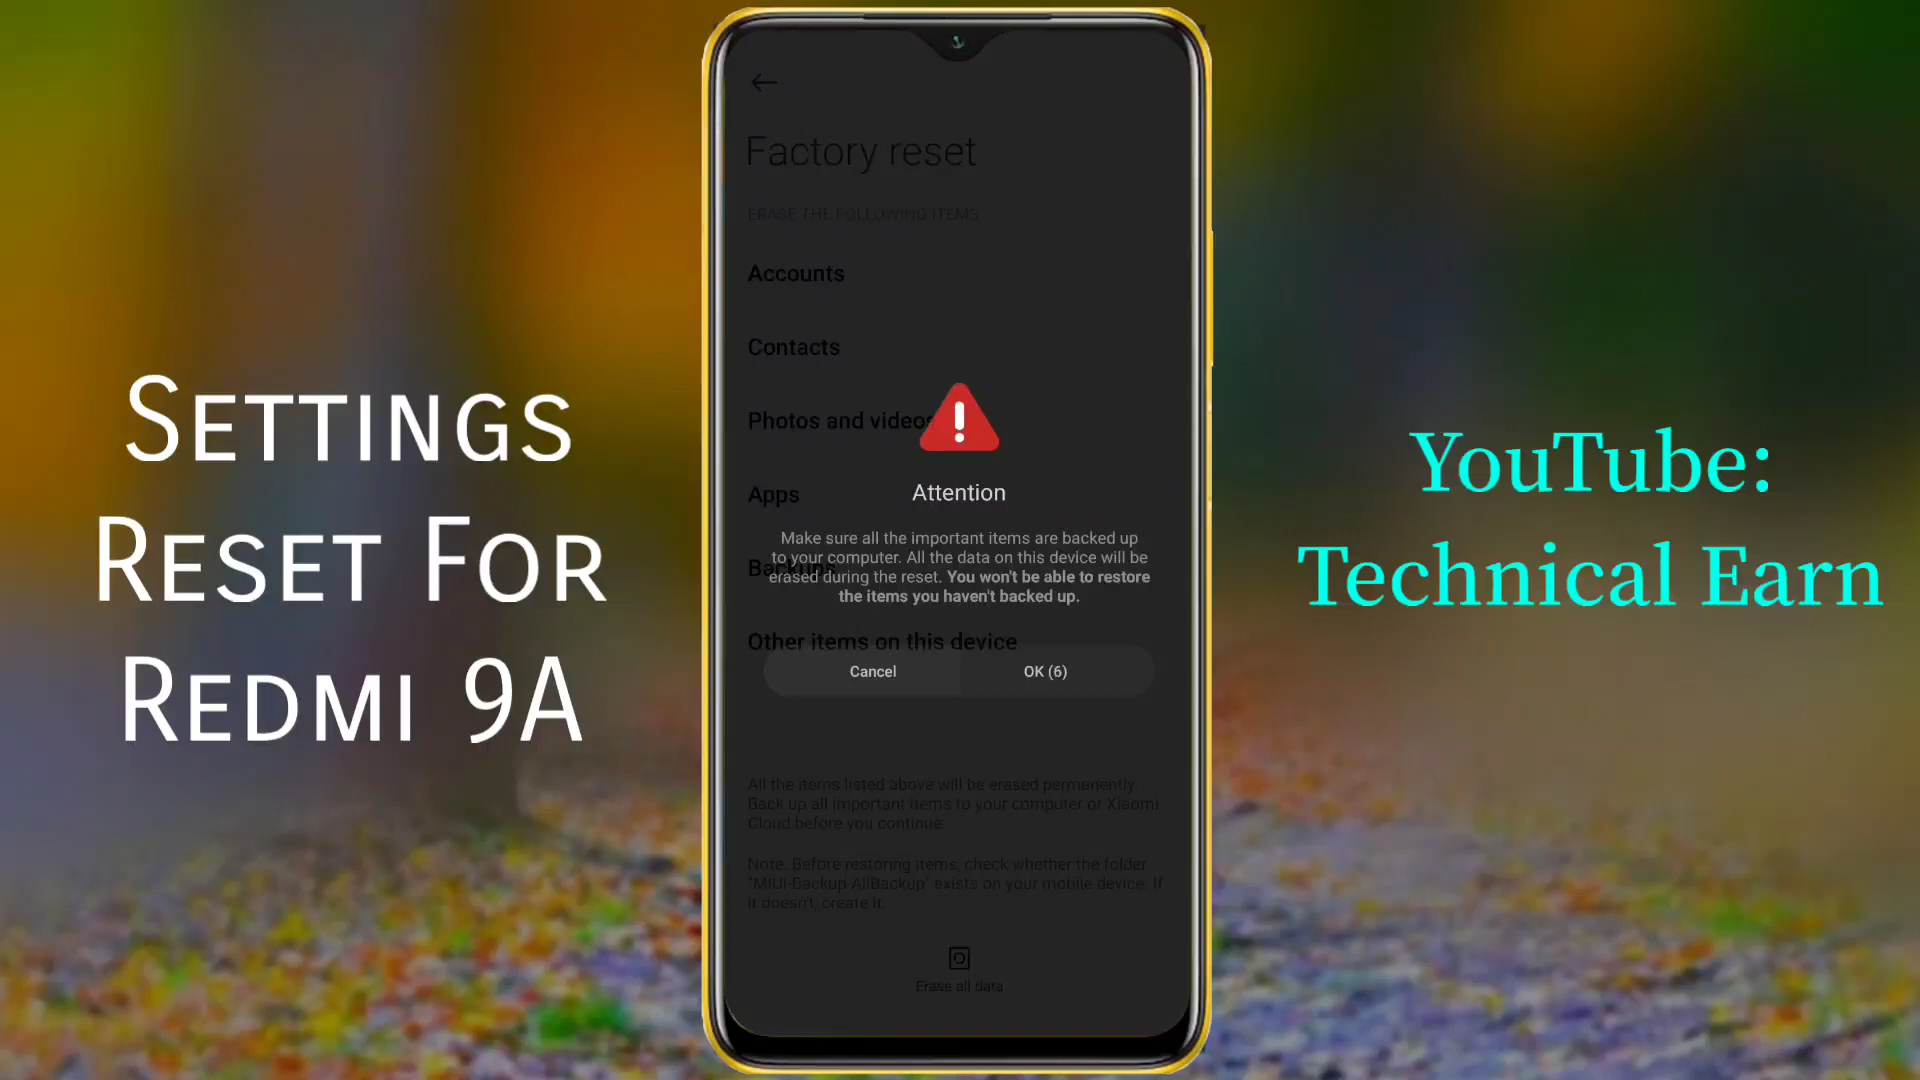 SETTINGS
RESET FOR
REDMI 9A
Factory reset
ERASE THE FOLLOWING ITEMS
Accounts
Contacts
Photos and videos
Apps
Backups
Other items on this device
Attention
Make sure all the important items are backed up
to your computer. All the data on this device will be
erased during the reset. You won't be able to restore
the items you haven't backed up.
Cancel
OK (6)
All the items listed above will be erased permanently.
Back up all important items to your computer or Xiaomi
Cloud before you continue.
Note: Before restoring items, check whether the folder
"MIUI-Backup-AllBackup" exists on your mobile device. If
it doesn't, create it.
Erase all data
YouTube:
Technical Earn